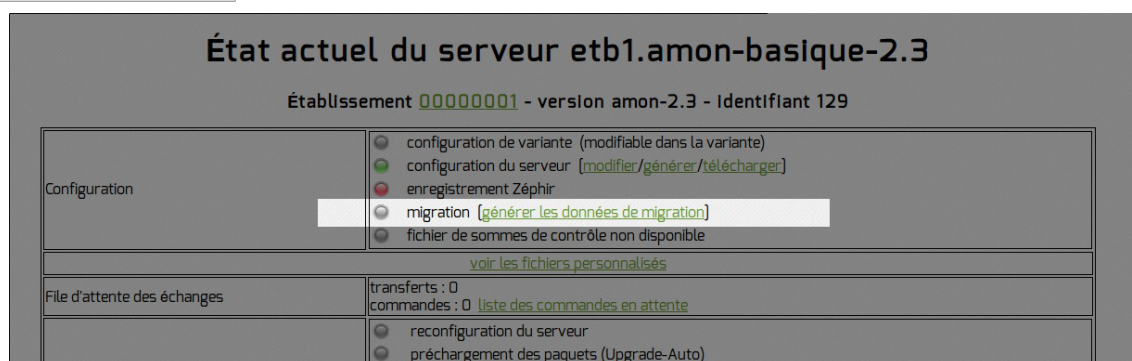 État actuel du serveur etb1.amon-basique-2.3
Établissement 00000001 - version amon-2.3 - identifiant 129
configuration de variante (modifiable dans la variante)
configuration du serveur [modifier/générer/télécharger]
Configuration
enregistrement Zéphir
migration [générer les données de migration]
fichier de sommes de contrôle non disponible
voir les fichiers personnalisés
File d'attente des échanges
transferts : 0
commandes : 0 liste des commandes en attente
reconfiguration du serveur
préchargement des paquets (Upgrade-Auto)